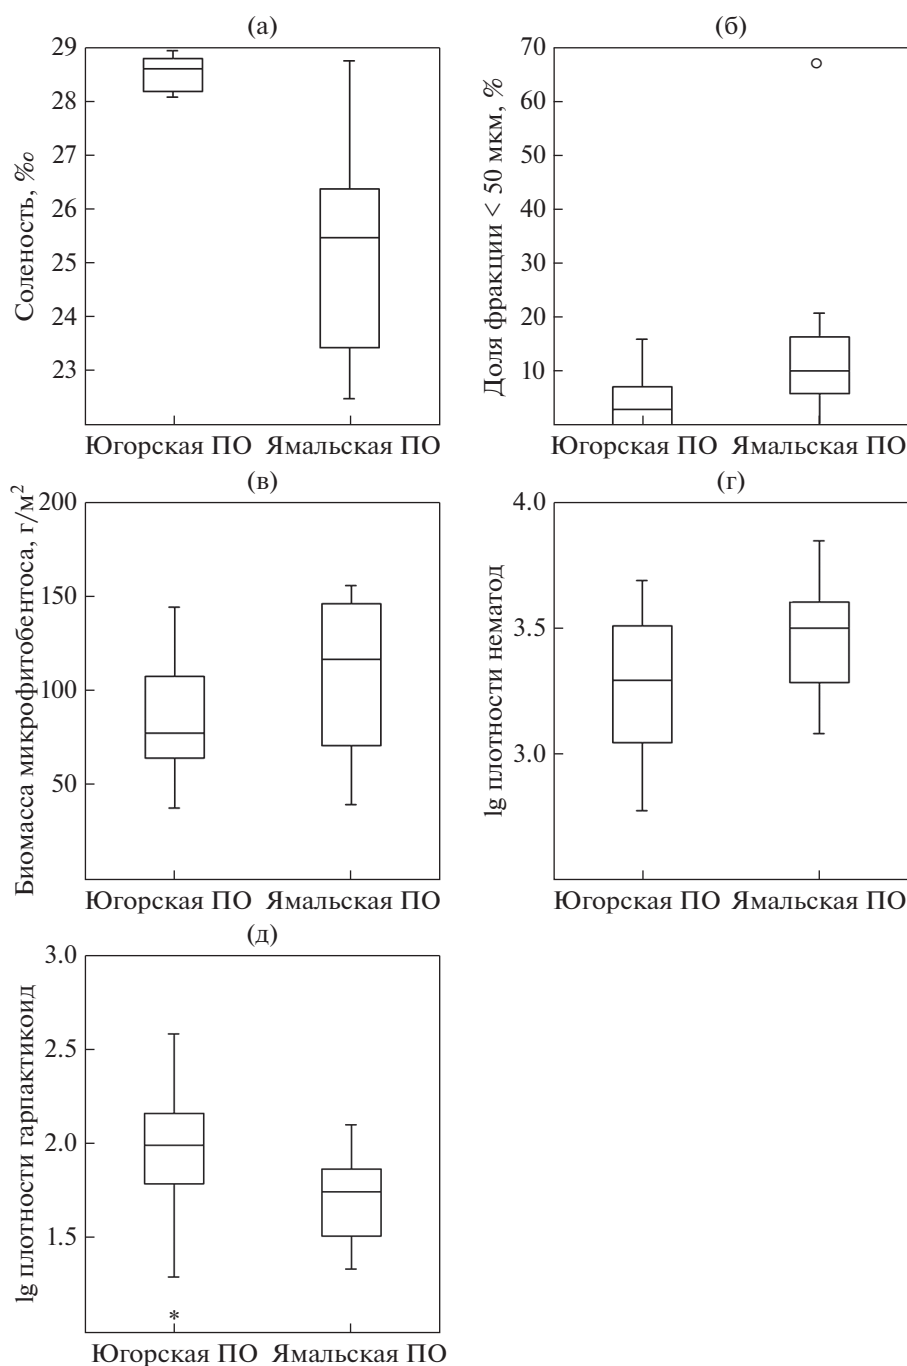 (а)
Соленость, ‰
29
28
27
26
25
24
23
Югорская ПО Ямальская ПО
(б)
Доля фракции < 50 мкм, %
70
60
50
40
30
20
10
Югорская ПО Ямальская ПО
(в)
Биомасса микрофитобентоса, г/м²
200
150
100
50
Югорская ПО Ямальская ПО
(г)
lg плотности нематод
4.0
3.5
3.0
Югорская ПО Ямальская ПО
(д)
lg плотности гарпактикоид
3.0
2.5
2.0
1.5
*
Югорская ПО Ямальская ПО